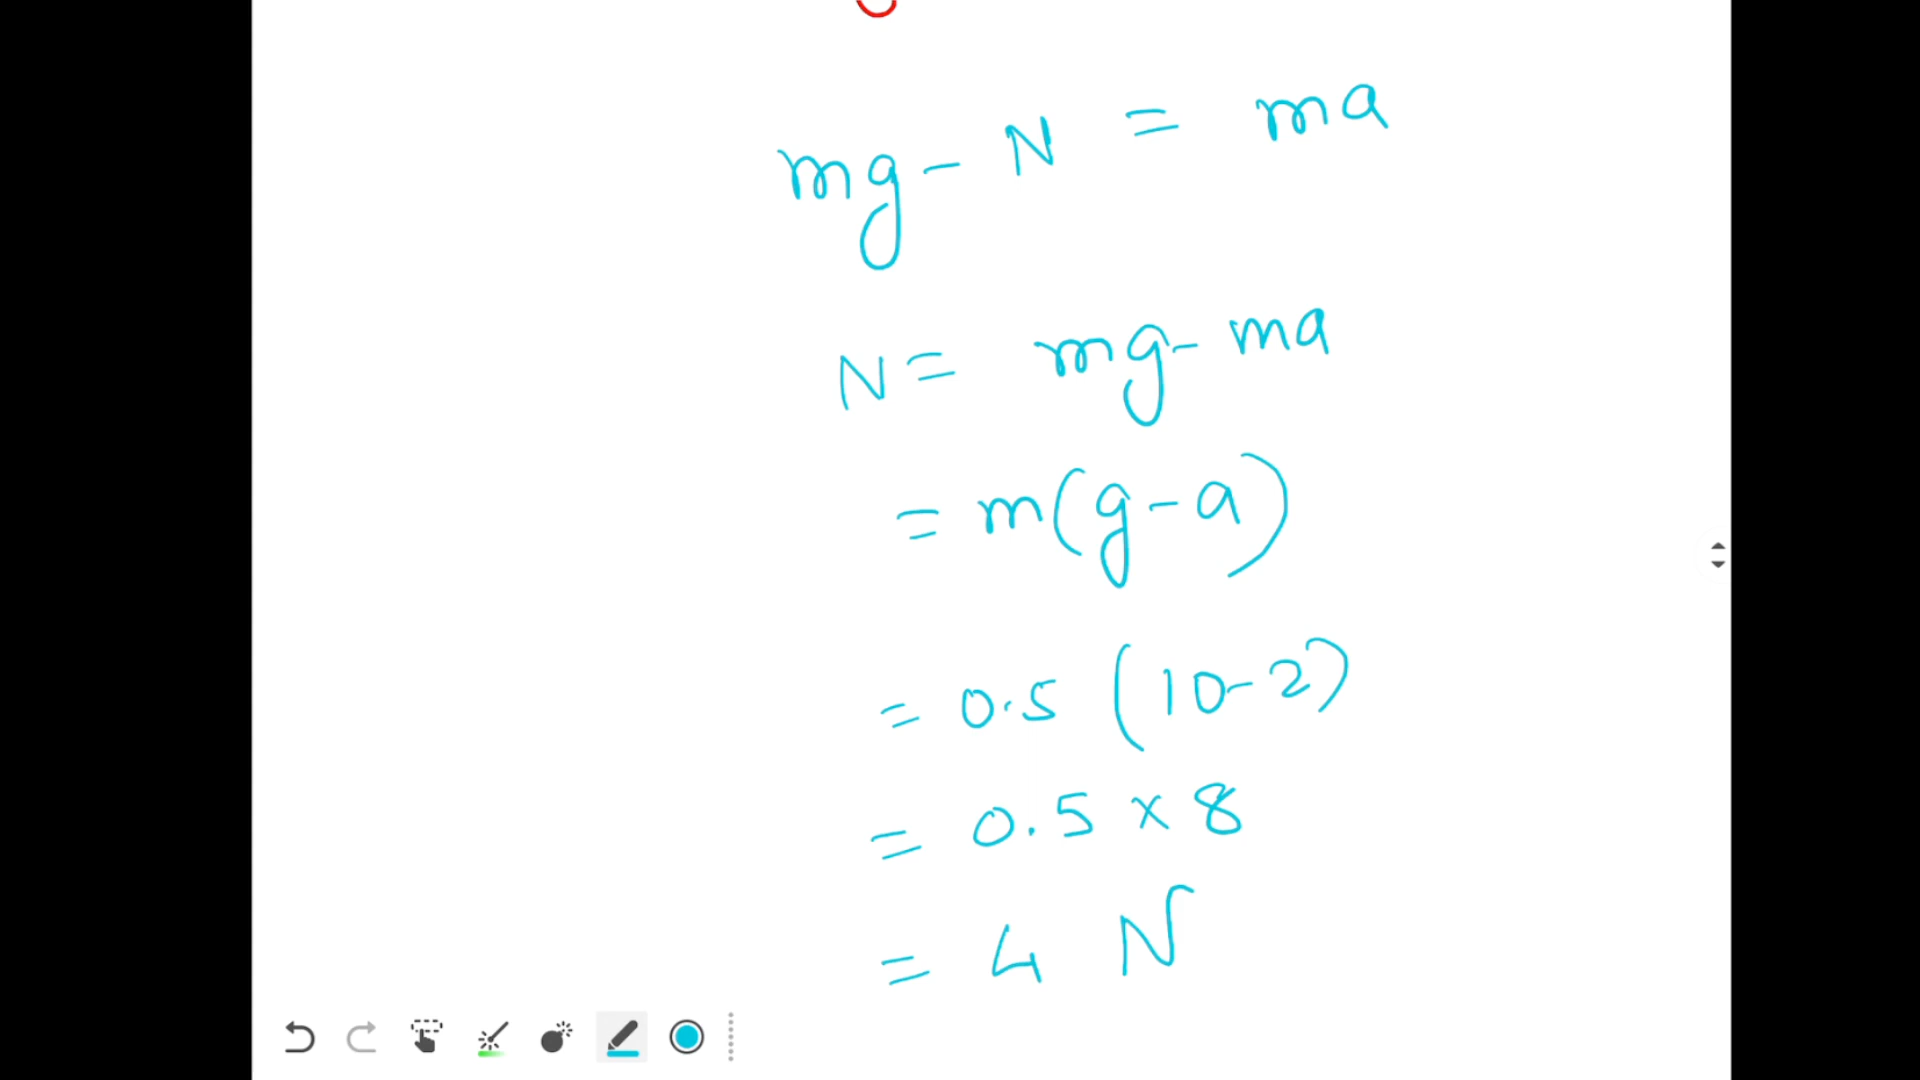 mg - N = ma
N = mg - ma
= m(g-a)
= 0.5 (10-2)
= 0.5 × 8
= 4 N